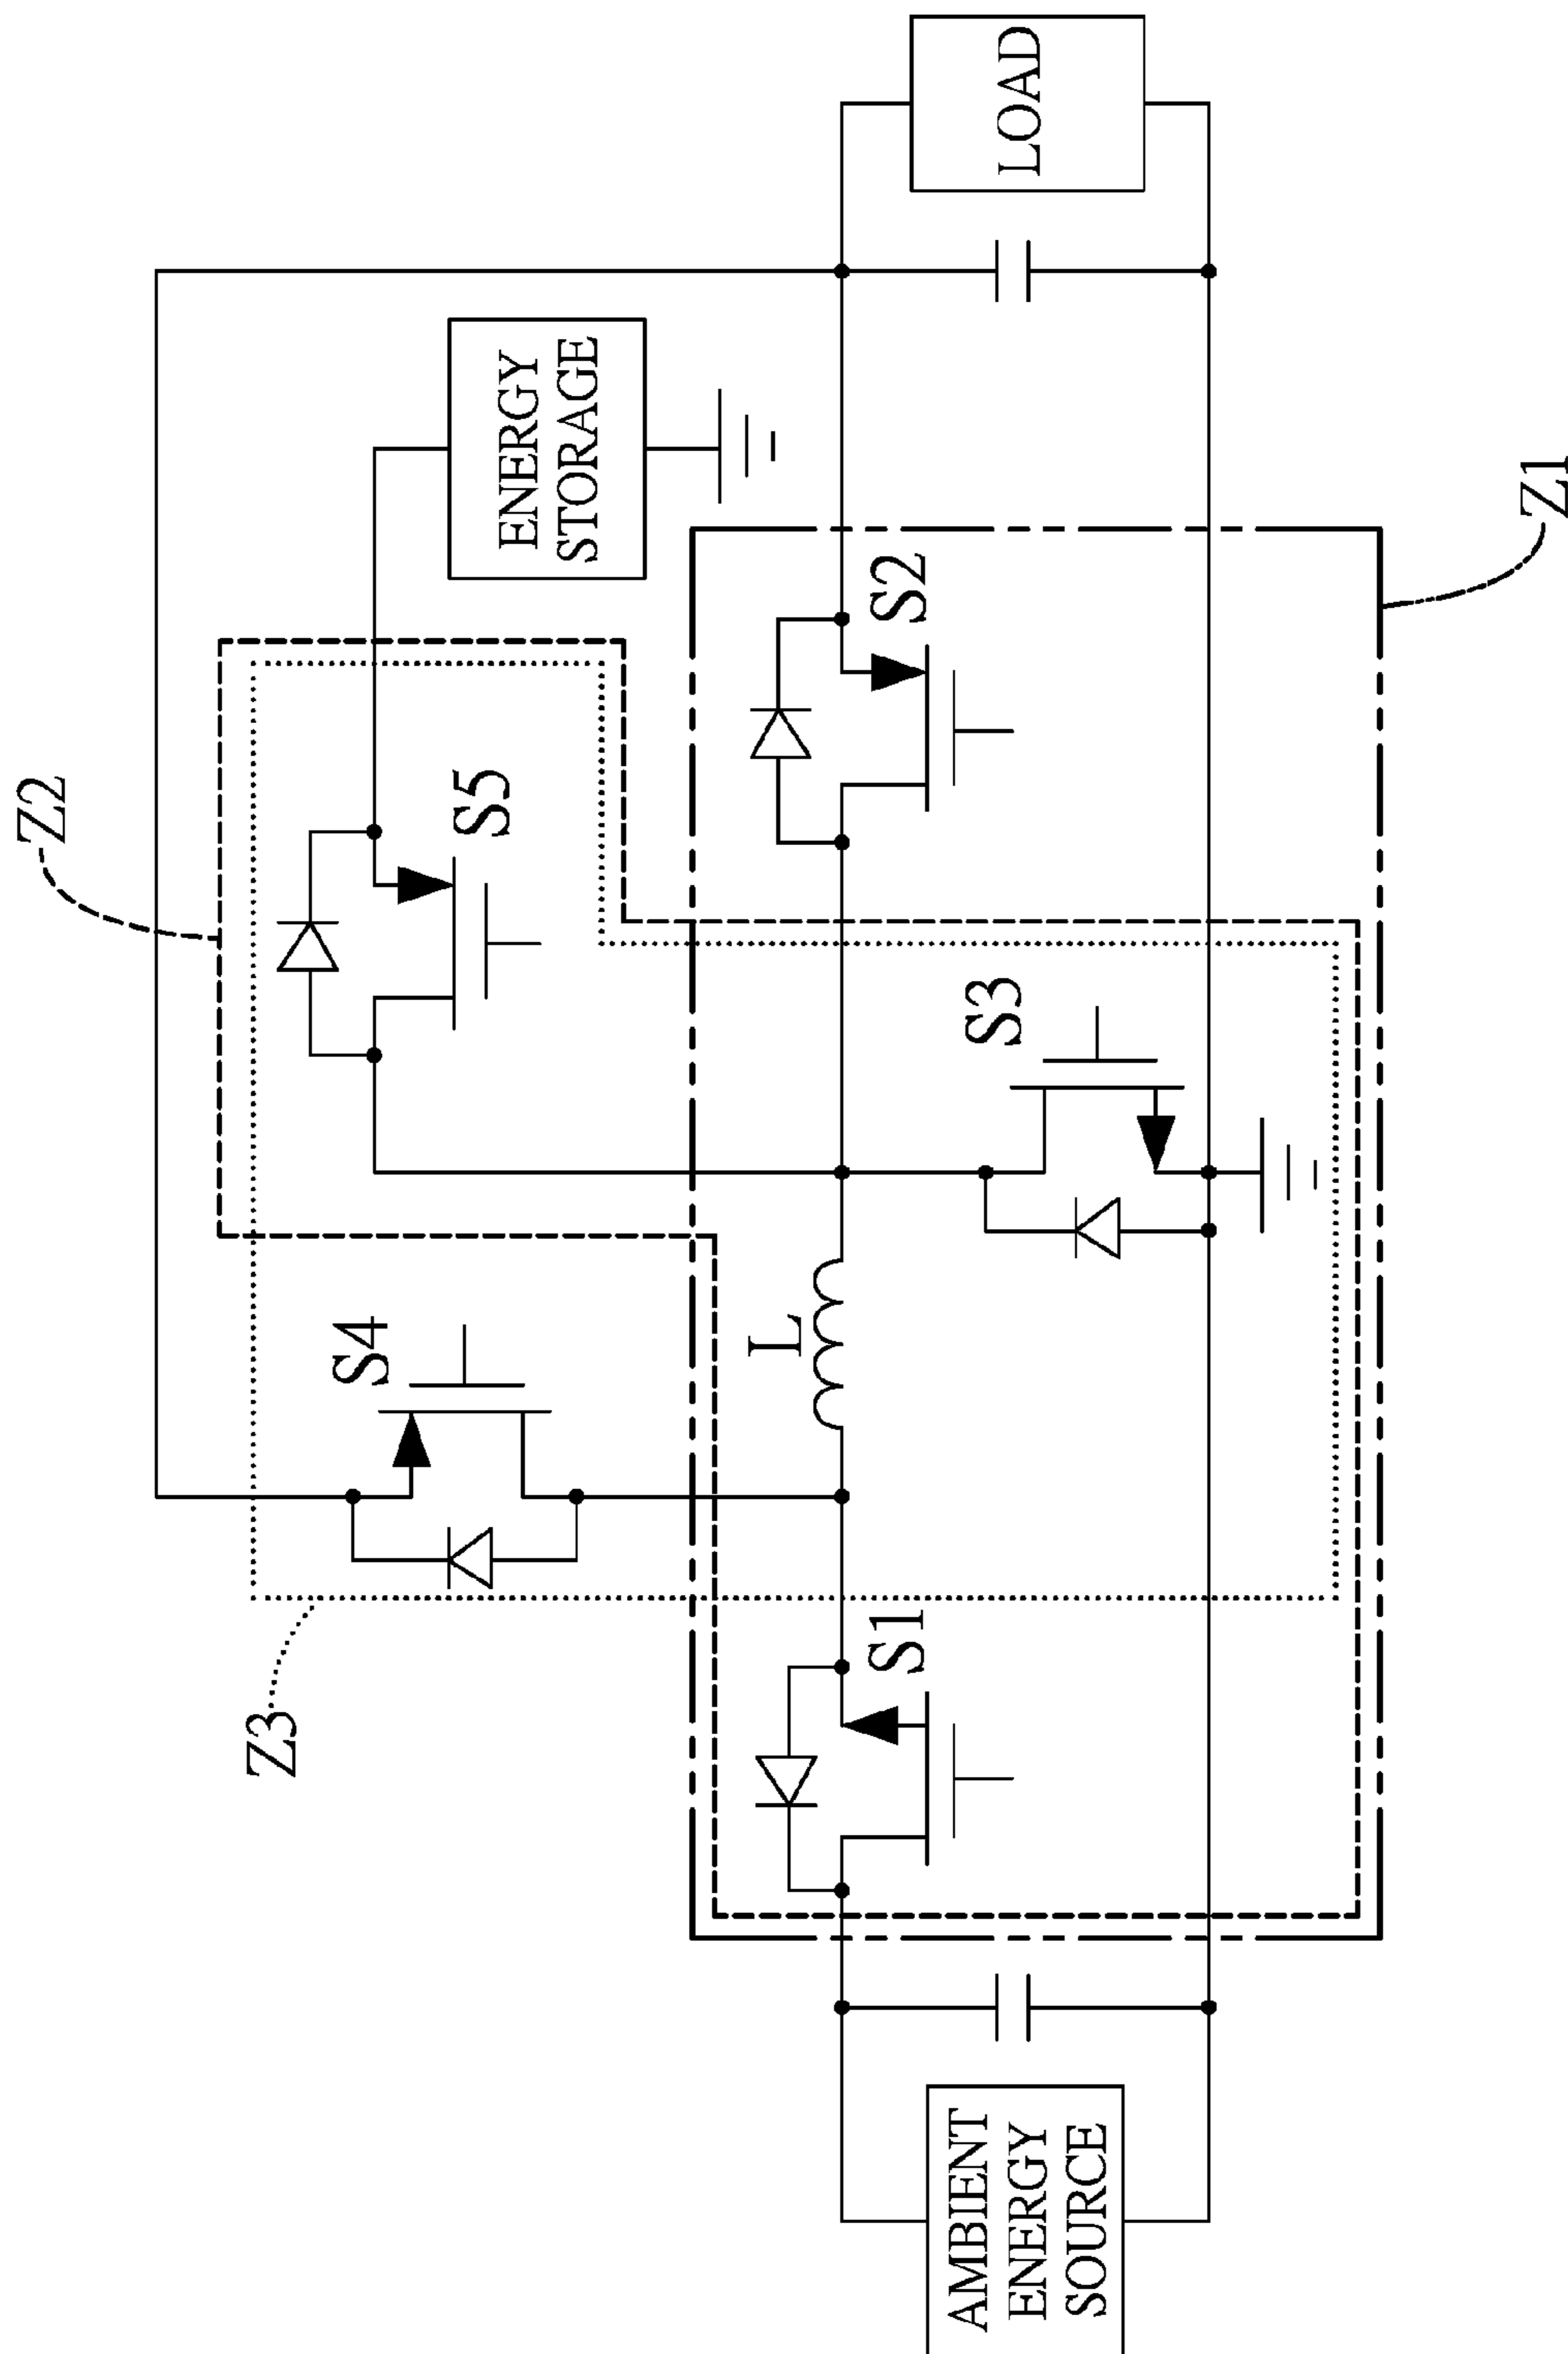 LOAD
ENERGY
STORAGE
Z1
S2
Z2
S5
S3
S4
L
S1
Z3
AMBIENT
ENERGY
SOURCE